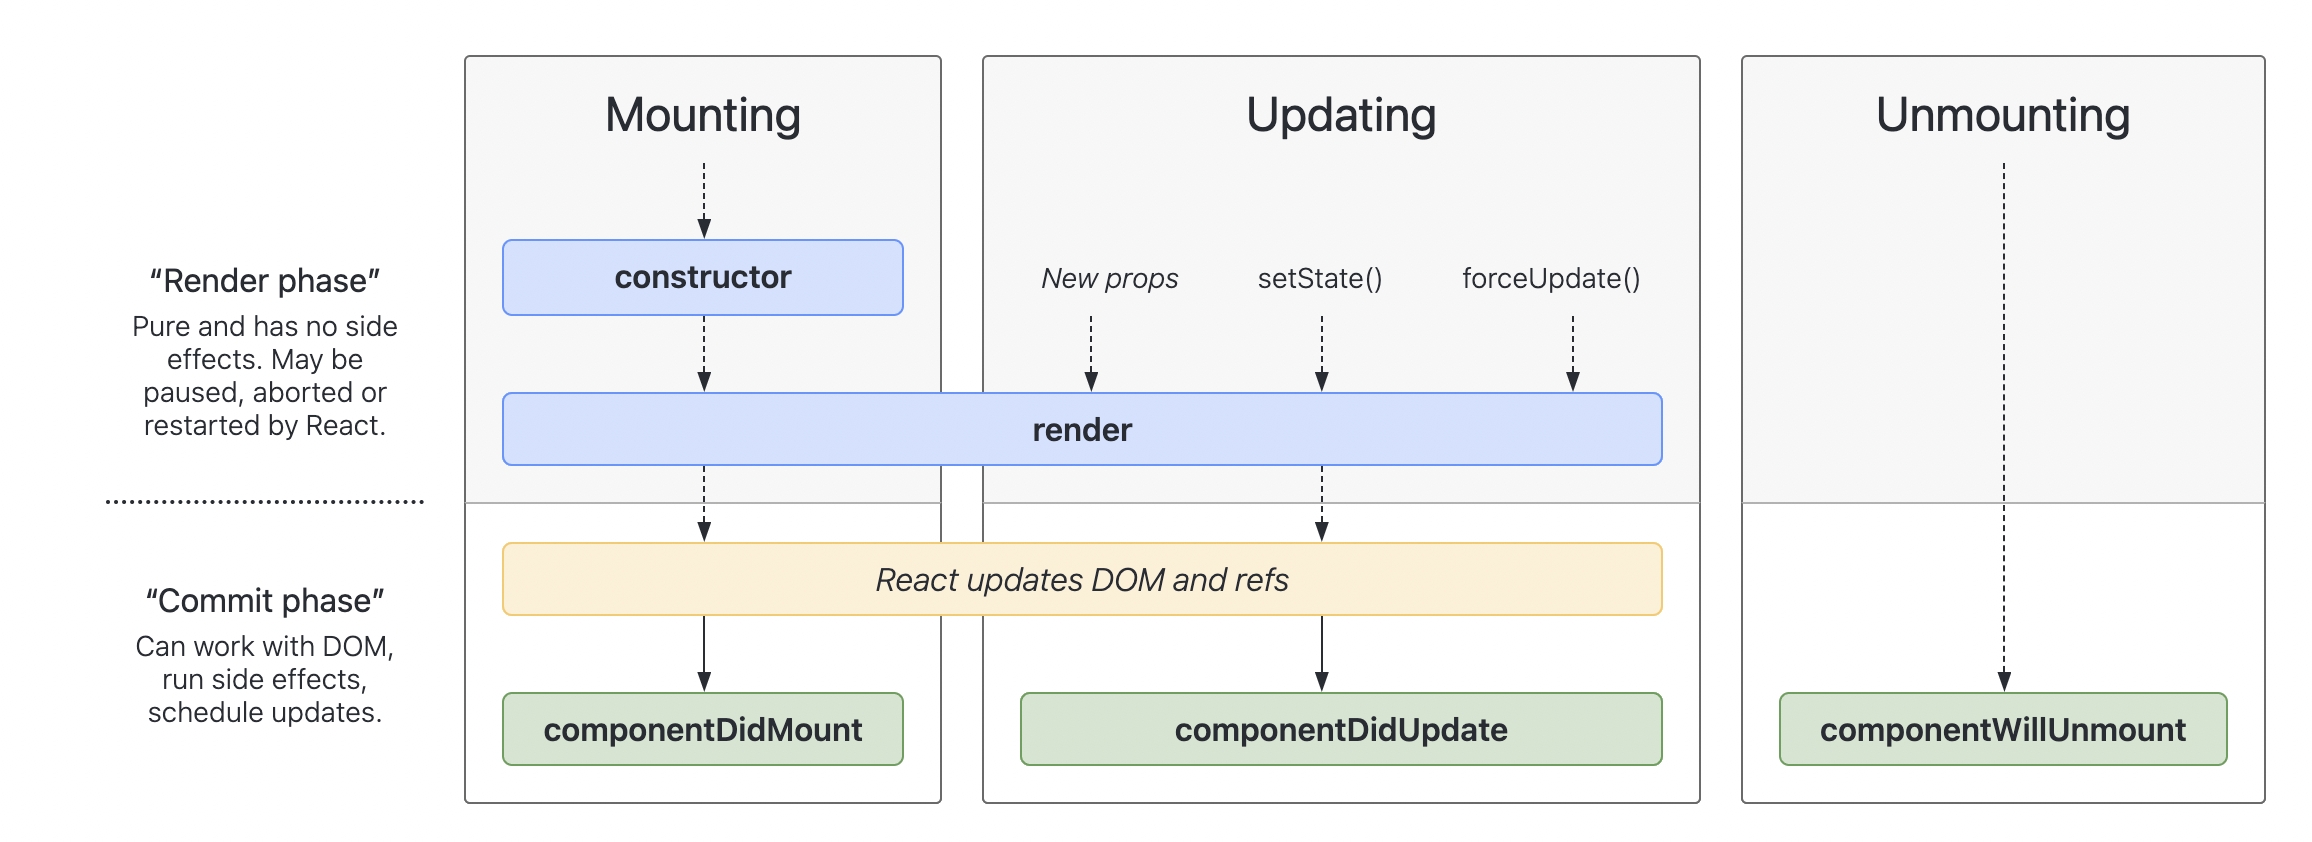 Mounting
Updating
Unmounting
“Render phase”
Pure and has no side
effects. May be
paused, aborted or
restarted by React.
constructor
New props
setState()
forceUpdate()
render
“Commit phase”
Can work with DOM,
run side effects,
schedule updates.
React updates DOM and refs
componentDidMount
componentDidUpdate
componentWillUnmount